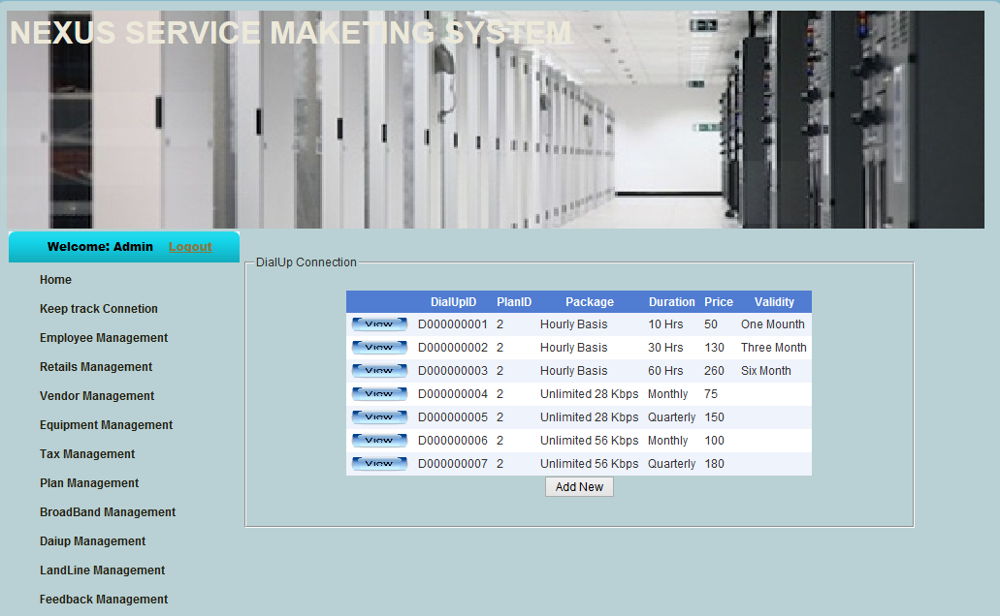 NEXUS SERVICE MAKETING SYSTEM
Welcome: Admin Logout
Home
Keep track Connetion
Employee Management
Retails Management
Vendor Management
Equipment Management
Tax Management
Plan Management
BroadBand Management
Daiup Management
LandLine Management
Feedback Management
DialUp Connection
DialUpID PlanID Package Duration Price Validity
View D000000001 2 Hourly Basis 10 Hrs 50 One Mounth
View D000000002 2 Hourly Basis 30 Hrs 130 Three Month
View D000000003 2 Hourly Basis 60 Hrs 260 Six Month
View D000000004 2 Unlimited 28 Kbps Monthly 75
View D000000005 2 Unlimited 28 Kbps Quarterly 150
View D000000006 2 Unlimited 56 Kbps Monthly 100
View D000000007 2 Unlimited 56 Kbps Quarterly 180
Add New